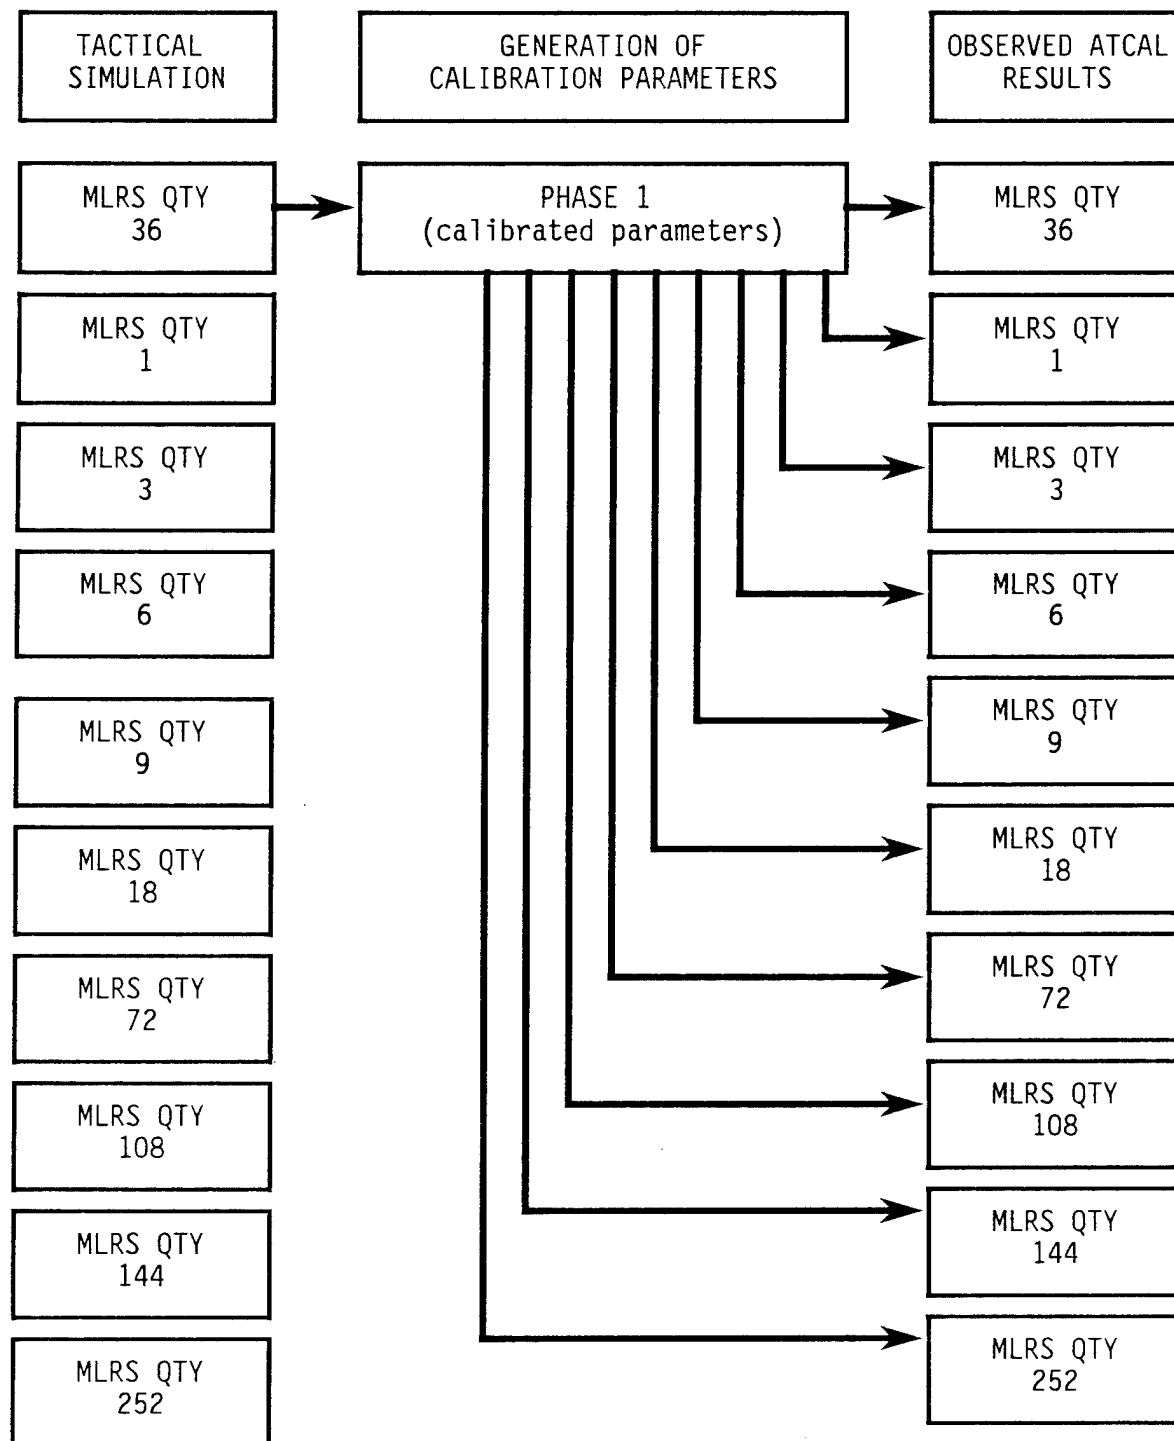 TACTICAL
SIMULATION
GENERATION OF
CALIBRATION PARAMETERS
OBSERVED ATCAL
RESULTS
MLRS QTY
36
PHASE 1
(calibrated parameters)
MLRS QTY
36
MLRS QTY
1
MLRS QTY
1
MLRS QTY
3
MLRS QTY
3
MLRS QTY
6
MLRS QTY
6
MLRS QTY
9
MLRS QTY
9
MLRS QTY
18
MLRS QTY
18
MLRS QTY
72
MLRS QTY
72
MLRS QTY
108
MLRS QTY
108
MLRS QTY
144
MLRS QTY
144
MLRS QTY
252
MLRS QTY
252